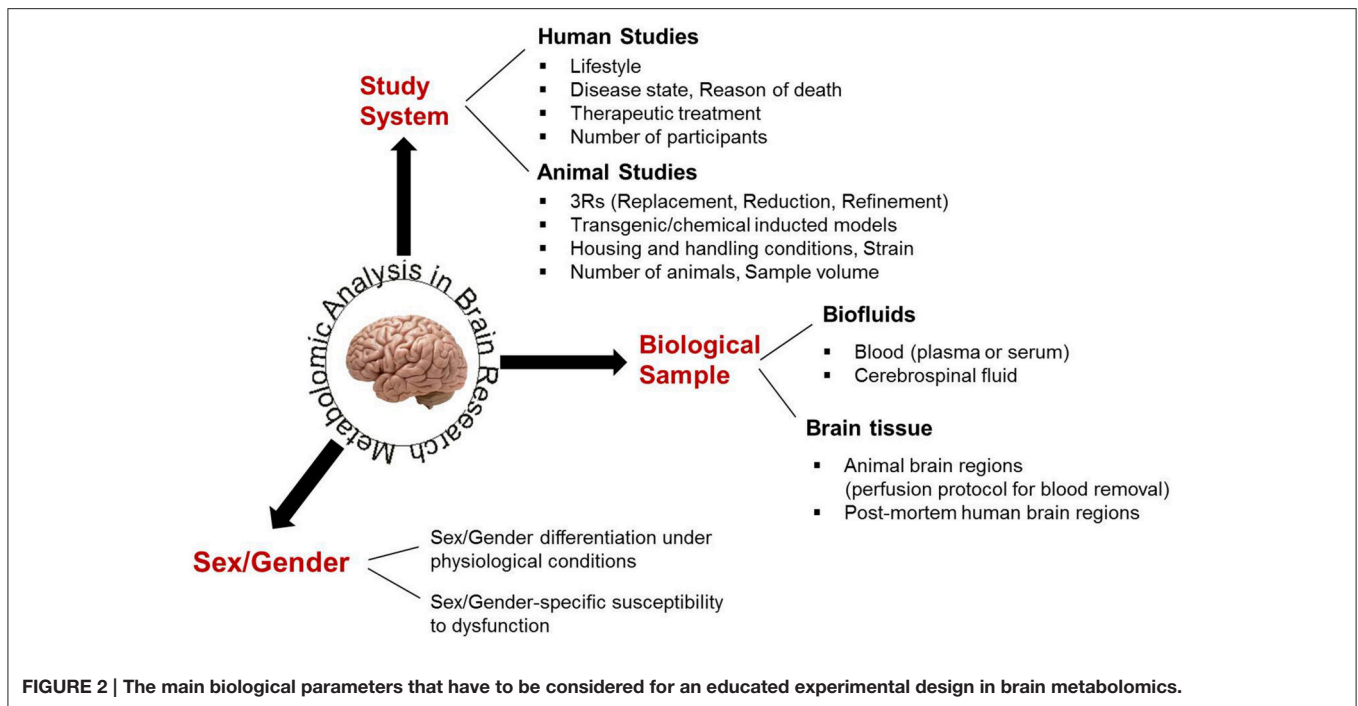 Study
System
Human Studies
▪ Lifestyle
▪ Disease state, Reason of death
▪ Therapeutic treatment
▪ Number of participants
Animal Studies
▪ 3Rs (Replacement, Reduction, Refinement)
▪ Transgenic/chemical inducted models
▪ Housing and handling conditions, Strain
▪ Number of animals, Sample volume
Metabolomic Analysis in Brain Research
Biological
Sample
Biofluids
▪ Blood (plasma or serum)
▪ Cerebrospinal fluid
Brain tissue
▪ Animal brain regions
(perfusion protocol for blood removal)
▪ Post-mortem human brain regions
Sex/Gender
Sex/Gender differentiation under
physiological conditions
Sex/Gender-specific susceptibility
to dysfunction
FIGURE 2 | The main biological parameters that have to be considered for an educated experimental design in brain metabolomics.